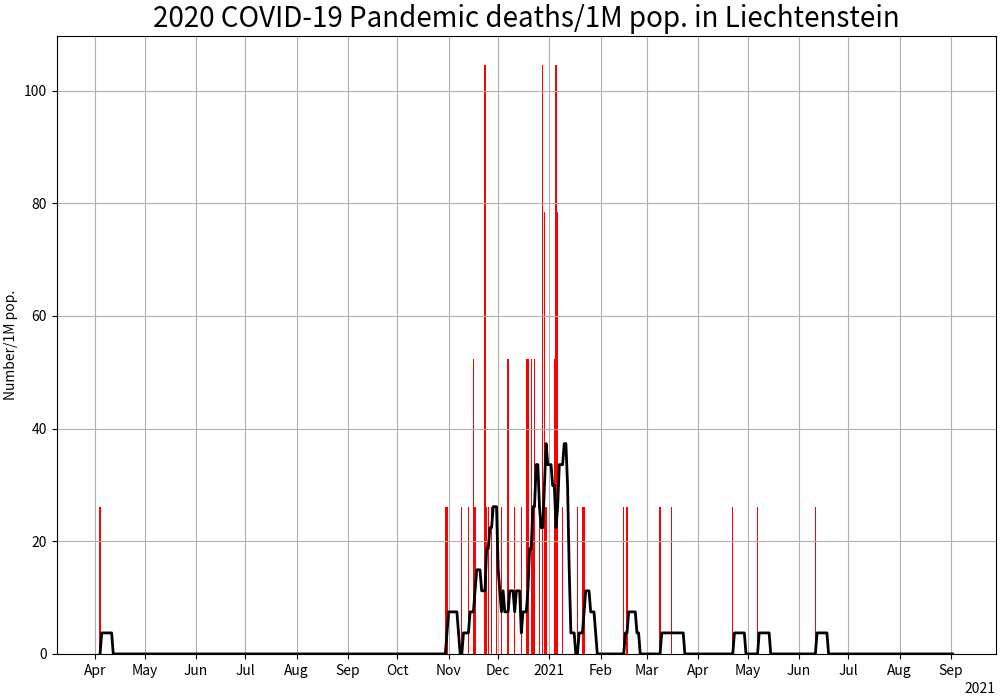 2020 COVID-19 Pandemic deaths/1M pop. in Liechtenstein
Number/1M pop.
100
80
60
40
20
0
Apr May Jun Jul Aug Sep Oct Nov Dec 2021 Feb Mar Apr May Jun Jul Aug Sep
2021